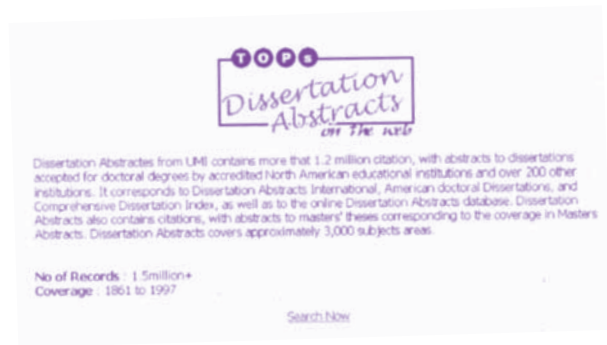 TOPs
Dissertation
Abstracts
on the web
Dissertation Abstractes from UMI contains more that 1.2 million citation, with abstracts to dissertations
accepted for doctoral degrees by accredited North American educational institutions and over 200 other
institutions. It corresponds to Dissertation Abstracts International, American doctoral Dissertations, and
Comprehensive Dissertation Index, as well as to the online Dissertation Abstracts database. Dissertation
Abstracts also contains citations, with abstracts to masters' theses corresponding to the coverage in Masters
Abstracts. Dissertation Abstracts covers approximately 3,000 subjects areas.
No of Records : 1.5million+
Coverage : 1861 to 1997
Search Now